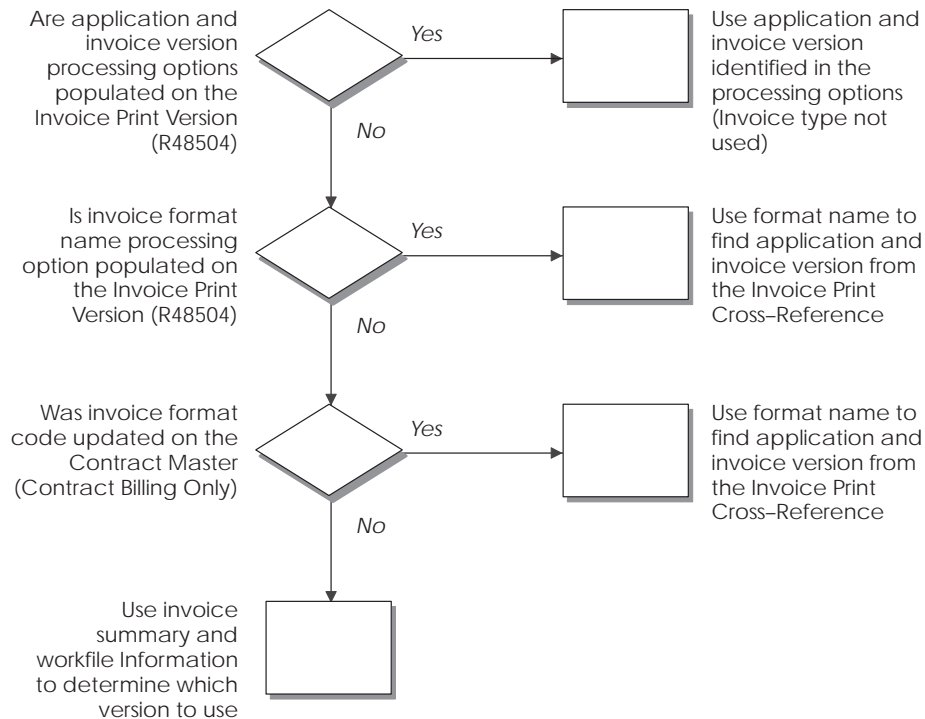 Are application and
invoice version
processing options
populated on the
Invoice Print Version
(R48504)
Yes
No
Use application and
invoice version
identified in the
processing options
(Invoice type not
used)
Is invoice format
name processing
option populated on
the Invoice Print
Version (R48504)
Yes
No
Use format name to
find application and
invoice version from
the Invoice Print
Cross–Reference
Was invoice format
code updated on the
Contract Master
(Contract Billing Only)
Yes
No
Use format name to
find application and
invoice version from
the Invoice Print
Cross–Reference
Use invoice
summary and
workfile Information
to determine which
version to use